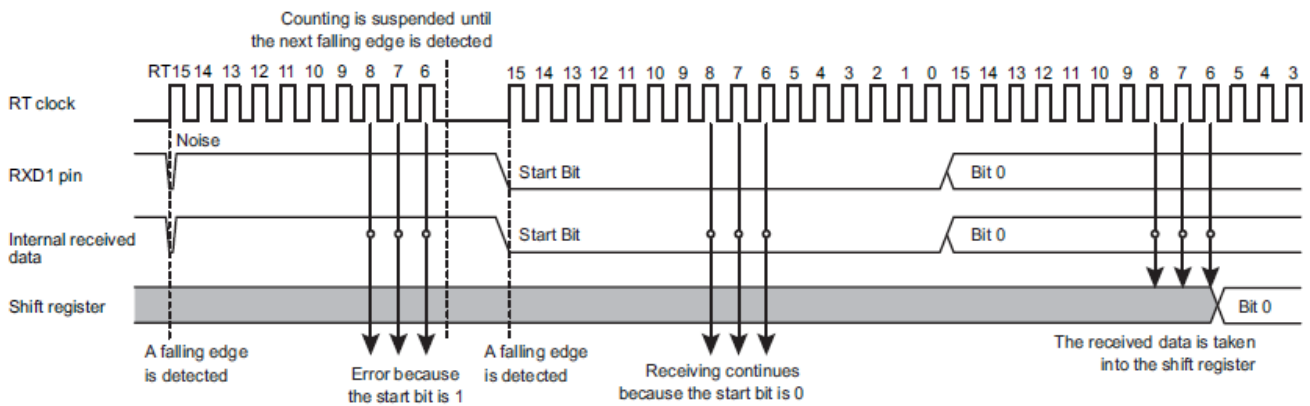 Counting is suspended until
the next falling edge is detected
RT15 14 13 12 11 10 9 8 7 6 15 14 13 12 11 10 9 8 7 6 5 4 3 2 1 0 15 14 13 12 11 10 9 8 7 6 5 4 3
RT clock
Noise
RXD1 pin
Start Bit
Bit 0
Internal received
data
Start Bit
Bit 0
Shift register
Bit 0
A falling edge
is detected
Error because
the start bit is 1
A falling edge
is detected
Receiving continues
because the start bit is 0
The received data is taken
into the shift register